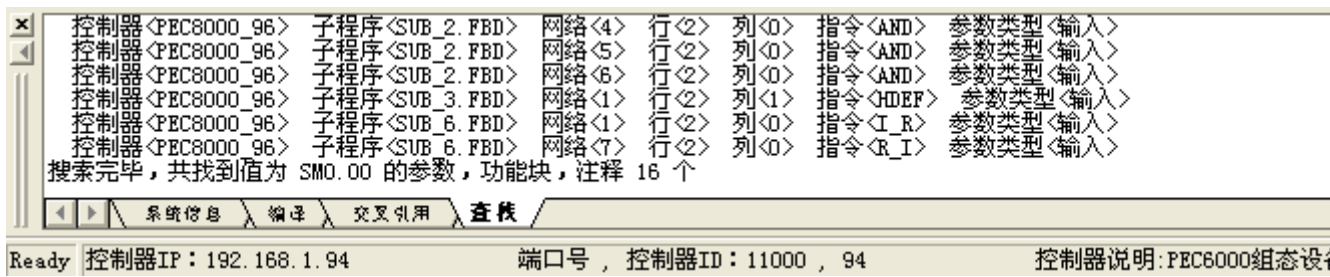 控制器<PEC8000_96> 子程序<SUB_2.FBD> 网络<4> 行<2> 列<0> 指令<AND> 参数类型<输入>
控制器<PEC8000_96> 子程序<SUB_2.FBD> 网络<5> 行<2> 列<0> 指令<AND> 参数类型<输入>
控制器<PEC8000_96> 子程序<SUB_2.FBD> 网络<6> 行<2> 列<0> 指令<AND> 参数类型<输入>
控制器<PEC8000_96> 子程序<SUB_3.FBD> 网络<1> 行<2> 列<1> 指令<HDEF> 参数类型<输入>
控制器<PEC8000_96> 子程序<SUB_6.FBD> 网络<1> 行<2> 列<0> 指令<I_R> 参数类型<输入>
控制器<PEC8000_96> 子程序<SUB_6.FBD> 网络<7> 行<2> 列<0> 指令<R_I> 参数类型<输入>
搜索完毕，共找到值为 SM0.00 的参数，功能块，注释 16 个
系统信息 编译 交叉引用 查找
Ready 控制器IP：192.168.1.94 端口号 , 控制器ID：11000 , 94 控制器说明:PEC6000组态设备